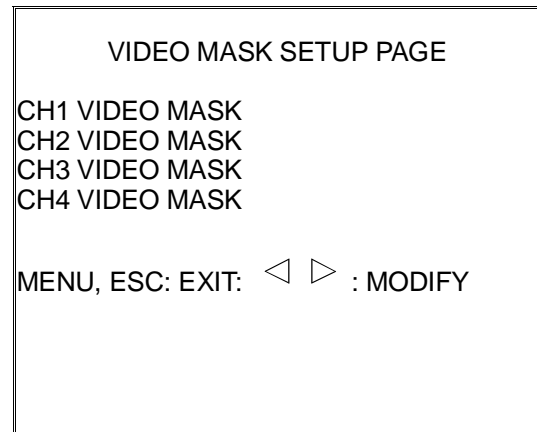 VIDEO MASK SETUP PAGE
CH1 VIDEO MASK
CH2 VIDEO MASK
CH3 VIDEO MASK
CH4 VIDEO MASK
MENU, ESC: EXIT: ◁ ▷ : MODIFY